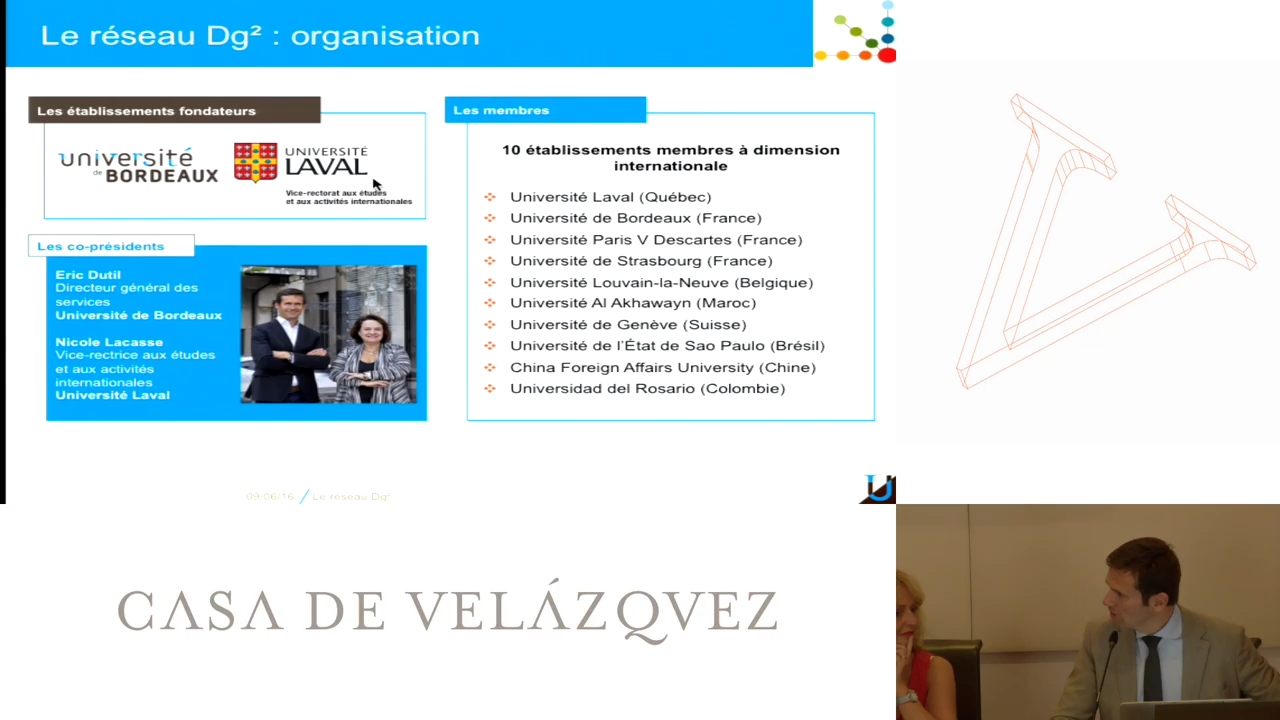 Le réseau Dg² : organisation
Les établissements fondateurs
université
de BORDEAUX
UNIVERSITÉ
LAVAL
Vice-rectorat aux études
et aux activités internationales
Les co-présidents
Eric Dutil
Directeur général des
services
Université de Bordeaux
Nicole Lacasse
Vice-rectrice aux études
et aux activités
internationales
Université Laval
Les membres
10 établissements membres à dimension
internationale
Université Laval (Québec)
Université de Bordeaux (France)
Université Paris V Descartes (France)
Université de Strasbourg (France)
Université Louvain-la-Neuve (Belgique)
Université Al Akhawayn (Maroc)
Université de Genève (Suisse)
Université de l'État de Sao Paulo (Brésil)
China Foreign Affairs University (Chine)
Universidad del Rosario (Colombie)
09/06/16 / Le réseau Dg²
U
CASA DE VELÁZQVEZ